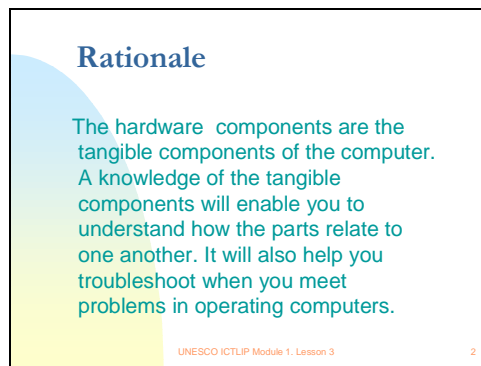 Rationale
The hardware components are the
tangible components of the computer.
A knowledge of the tangible
components will enable you to
understand how the parts relate to
one another. It will also help you
troubleshoot when you meet
problems in operating computers.
UNESCO ICTLIP Module 1. Lesson 3 2